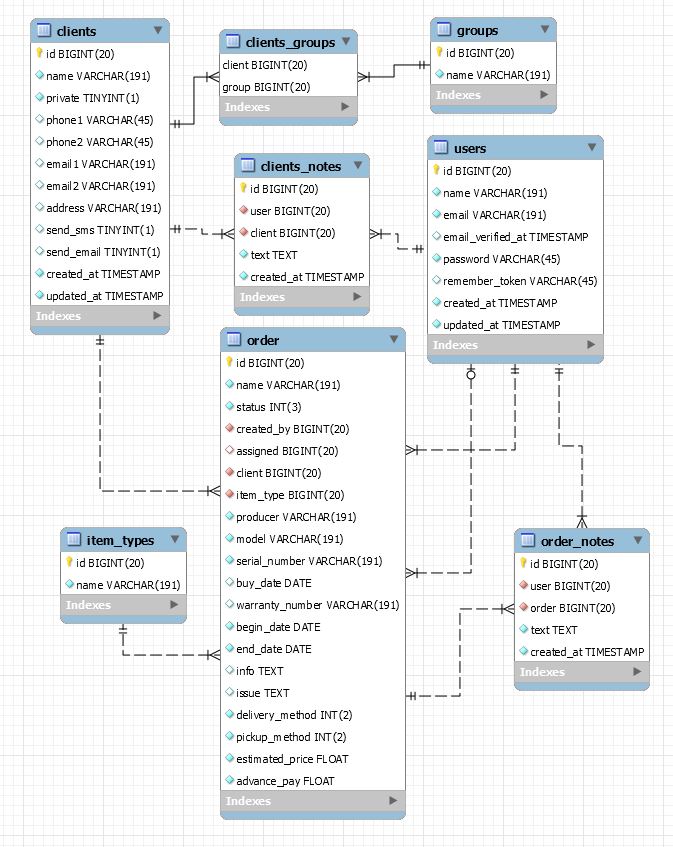 clients
id BIGINT(20)
name VARCHAR(191)
private TINYINT(1)
phone1 VARCHAR(45)
phone2 VARCHAR(45)
email1 VARCHAR(191)
email2 VARCHAR(191)
address VARCHAR(191)
send_sms TINYINT(1)
send_email TINYINT(1)
created_at TIMESTAMP
updated_at TIMESTAMP
Indexes
clients_groups
client BIGINT(20)
group BIGINT(20)
Indexes
groups
id BIGINT(20)
name VARCHAR(191)
Indexes
clients_notes
id BIGINT(20)
user BIGINT(20)
client BIGINT(20)
text TEXT
created_at TIMESTAMP
Indexes
users
id BIGINT(20)
name VARCHAR(191)
email VARCHAR(191)
email_verified_at TIMESTAMP
password VARCHAR(45)
remember_token VARCHAR(45)
created_at TIMESTAMP
updated_at TIMESTAMP
Indexes
order
id BIGINT(20)
name VARCHAR(191)
status INT(3)
created_by BIGINT(20)
assigned BIGINT(20)
client BIGINT(20)
item_type BIGINT(20)
producer VARCHAR(191)
model VARCHAR(191)
serial_number VARCHAR(191)
buy_date DATE
warranty_number VARCHAR(191)
begin_date DATE
end_date DATE
info TEXT
issue TEXT
delivery_method INT(2)
pickup_method INT(2)
estimated_price FLOAT
advance_pay FLOAT
Indexes
item_types
id BIGINT(20)
name VARCHAR(191)
Indexes
order_notes
id BIGINT(20)
user BIGINT(20)
order BIGINT(20)
text TEXT
created_at TIMESTAMP
Indexes